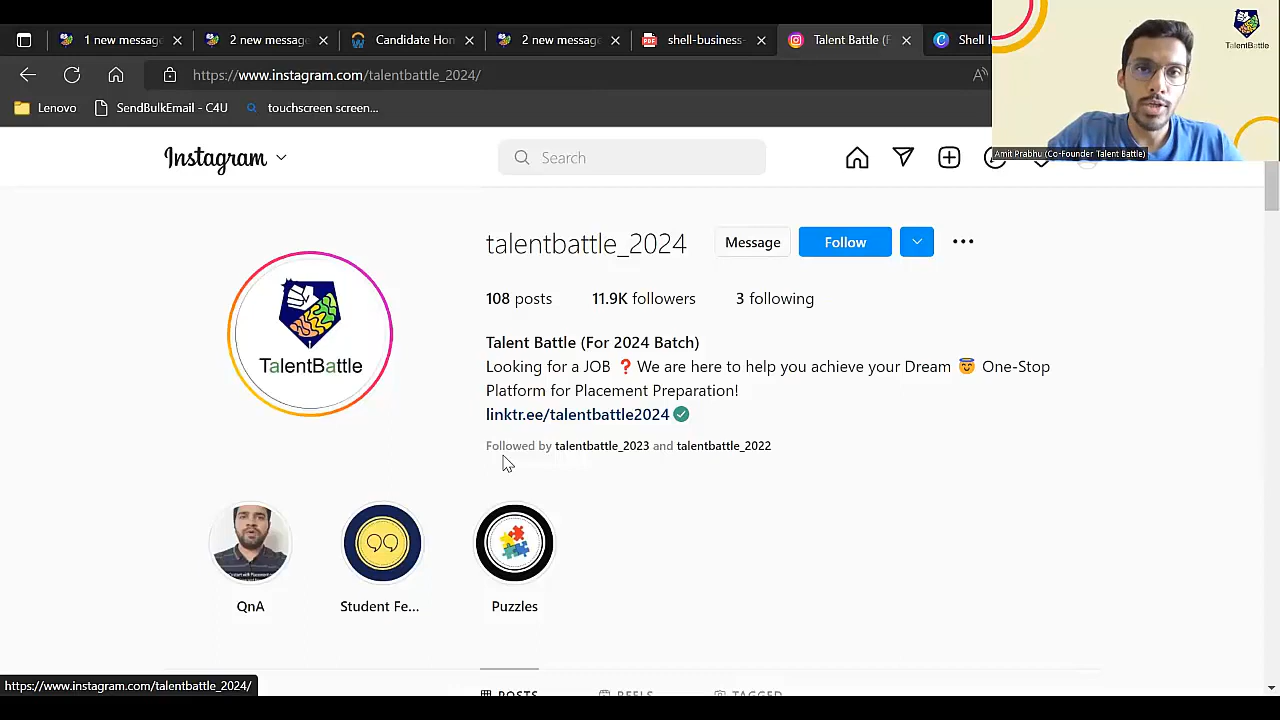 1 new message
2 new message
Candidate Hon
2 new message
shell-business-
Talent Battle (F
Shell I
https://www.instagram.com/talentbattle_2024/
Lenovo
SendBulkEmail - C4U
touchscreen screen...
TalentBattle
Amit Prabhu (Co-Founder Talent Battle)
Instagram
Search
talentbattle_2024
Message
Follow
108 posts
11.9K followers
3 following
TalentBattle
Talent Battle (For 2024 Batch)
Looking for a JOB ❓ We are here to help you achieve your Dream 😇 One-Stop
Platform for Placement Preparation!
linktr.ee/talentbattle2024
Followed by talentbattle_2023 and talentbattle_2022
QnA
Student Fe...
Puzzles
https://www.instagram.com/talentbattle_2024/
POSTS
REELS
TAGGED